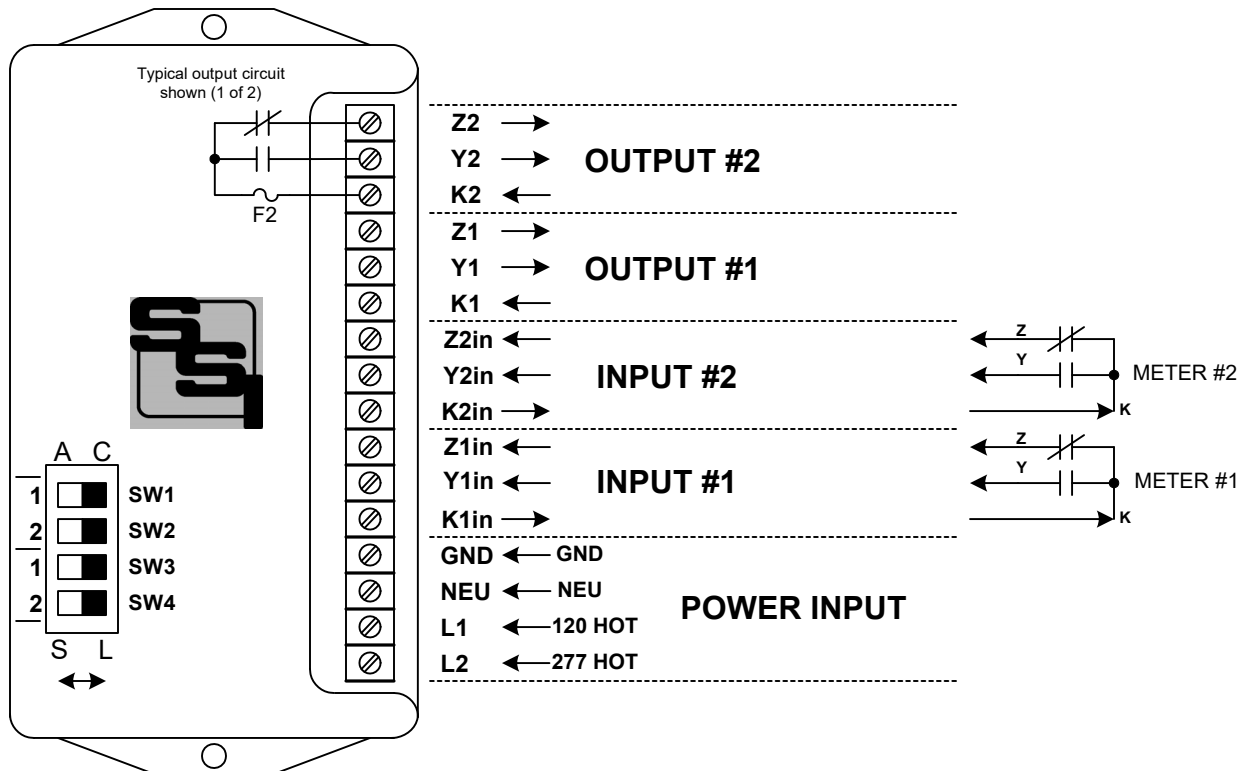 Typical output circuit
shown (1 of 2)
F2
Z2
Y2
K2
OUTPUT #2
Z1
Y1
K1
OUTPUT #1
Z2in
Y2in
K2in
INPUT #2
Z
Y
K
METER #2
Z1in
Y1in
K1in
INPUT #1
Z
Y
K
METER #1
GND GND
NEU NEU
L1 120 HOT
L2 277 HOT
POWER INPUT
SSI
A C
1 SW1
2 SW2
1 SW3
2 SW4
S L